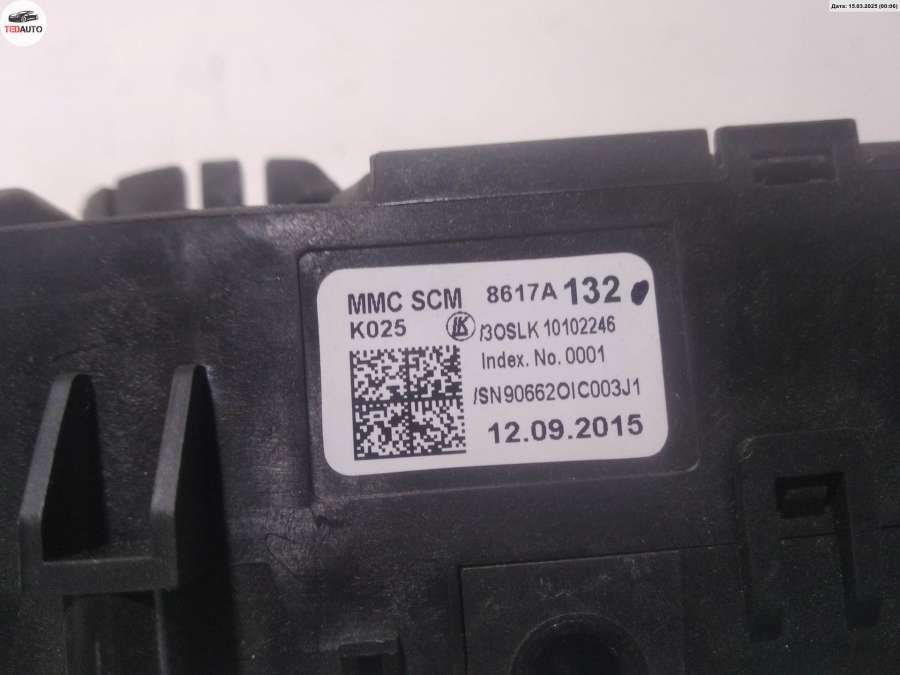 TEDAUTO
Дата: 15.03.2025 (00:06)
MMC SCM 8617A 132
K025 LK /3OSLK 10102246
Index. No. 0001
/SN90662OIC003J1
12.09.2015